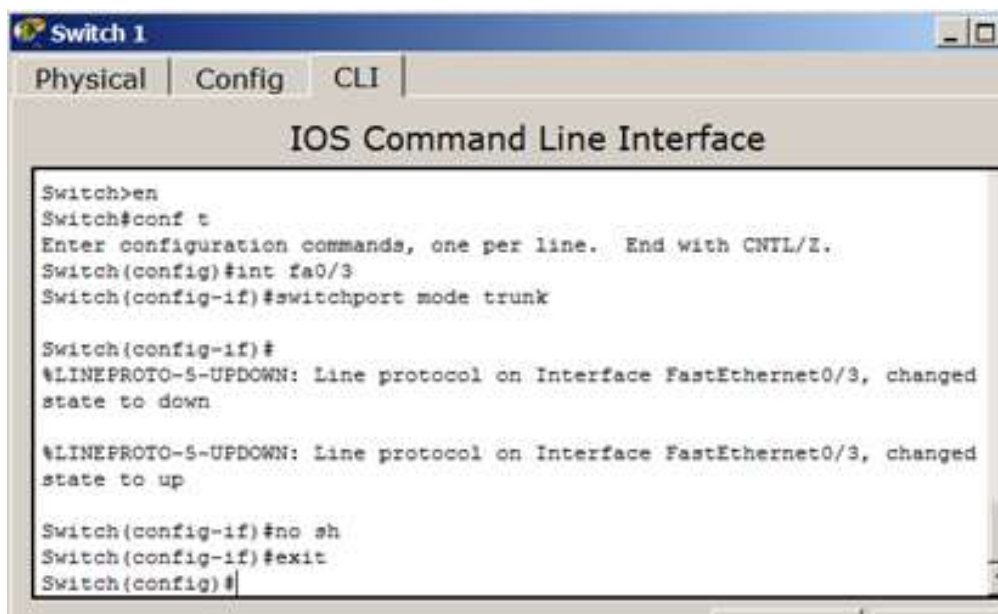 Switch 1
Physical Config CLI
IOS Command Line Interface
Switch>en
Switch#conf t
Enter configuration commands, one per line.  End with CNTL/Z.
Switch(config)#int fa0/3
Switch(config-if)#switchport mode trunk
Switch(config-if)#
%LINEPROTO-5-UPDOWN: Line protocol on Interface FastEthernet0/3, changed
state to down
%LINEPROTO-5-UPDOWN: Line protocol on Interface FastEthernet0/3, changed
state to up
Switch(config-if)#no sh
Switch(config-if)#exit
Switch(config)#